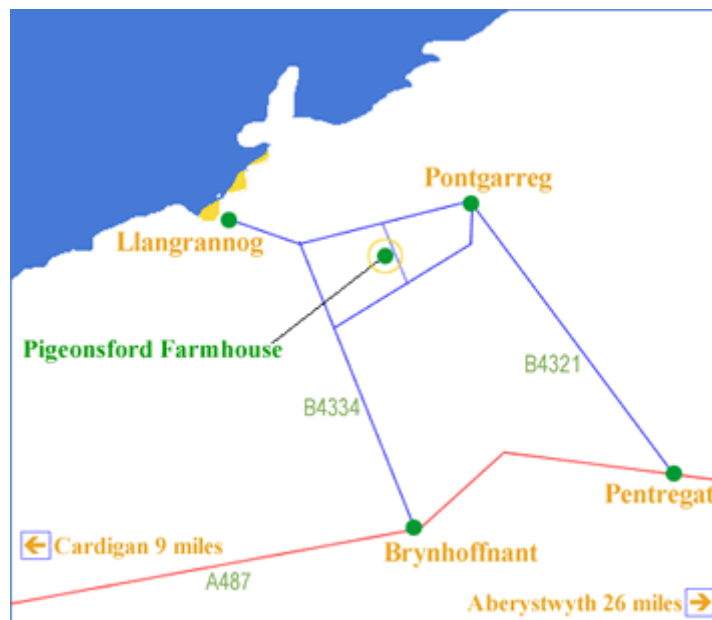 Pontgarreg
Llangrannog
Pigeonsford Farmhouse
B4321
B4334
Pentregat
Cardigan 9 miles
Brynhoffnant
A487
Aberystwyth 26 miles